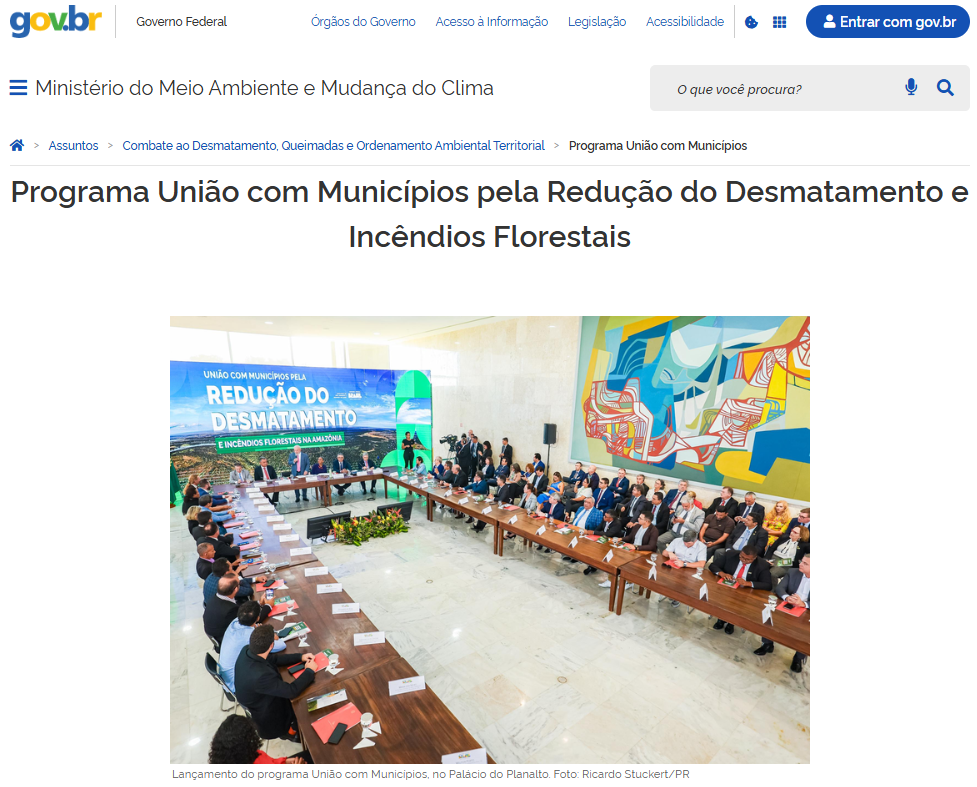 gov.br
Governo Federal
Órgãos do Governo
Acesso à Informação
Legislação
Acessibilidade
Entrar com gov.br
Ministério do Meio Ambiente e Mudança do Clima
O que você procura?
> Assuntos > Combate ao Desmatamento, Queimadas e Ordenamento Ambiental Territorial > Programa União com Municípios
Programa União com Municípios pela Redução do Desmatamento e
Incêndios Florestais
UNIÃO COM MUNICÍPIOS PELA
REDUÇÃO DO
DESMATAMENTO
E INCÊNDIOS FLORESTAIS NA AMAZÔNIA
Lançamento do programa União com Municípios, no Palácio do Planalto. Foto: Ricardo Stuckert/PR